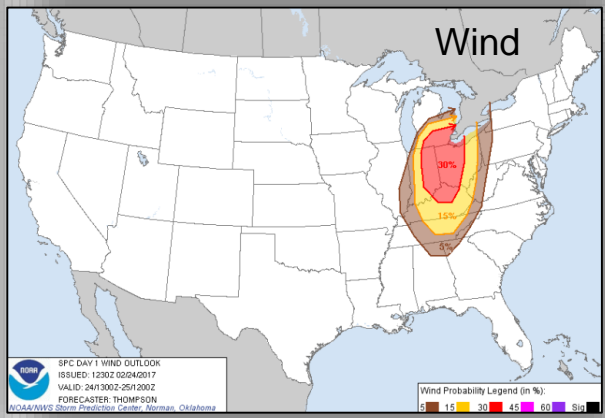 Wind
30%
15%
5%
SPC DAY 1 WIND OUTLOOK
ISSUED: 1230Z 02/24/2017
VALID: 24/1300Z-25/1200Z
FORECASTER: THOMPSON
NOAA/NWS Storm Prediction Center, Norman, Oklahoma
NOAA
Wind Probability Legend (in %):
5 15 30 45 60 Sig